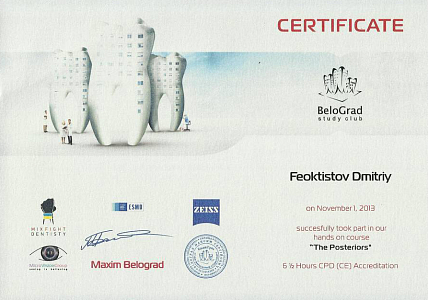 CERTIFICATE
BeloGrad
study club
Feoktistov Dmitriy
on November 1, 2013
succesfully took part in our
hands on course
"The Posteriors"
6 ½ Hours CPD (CE) Accreditation
MIXFIGHT
DENTISTY
ESMD
ZEISS
Maxim Belograd